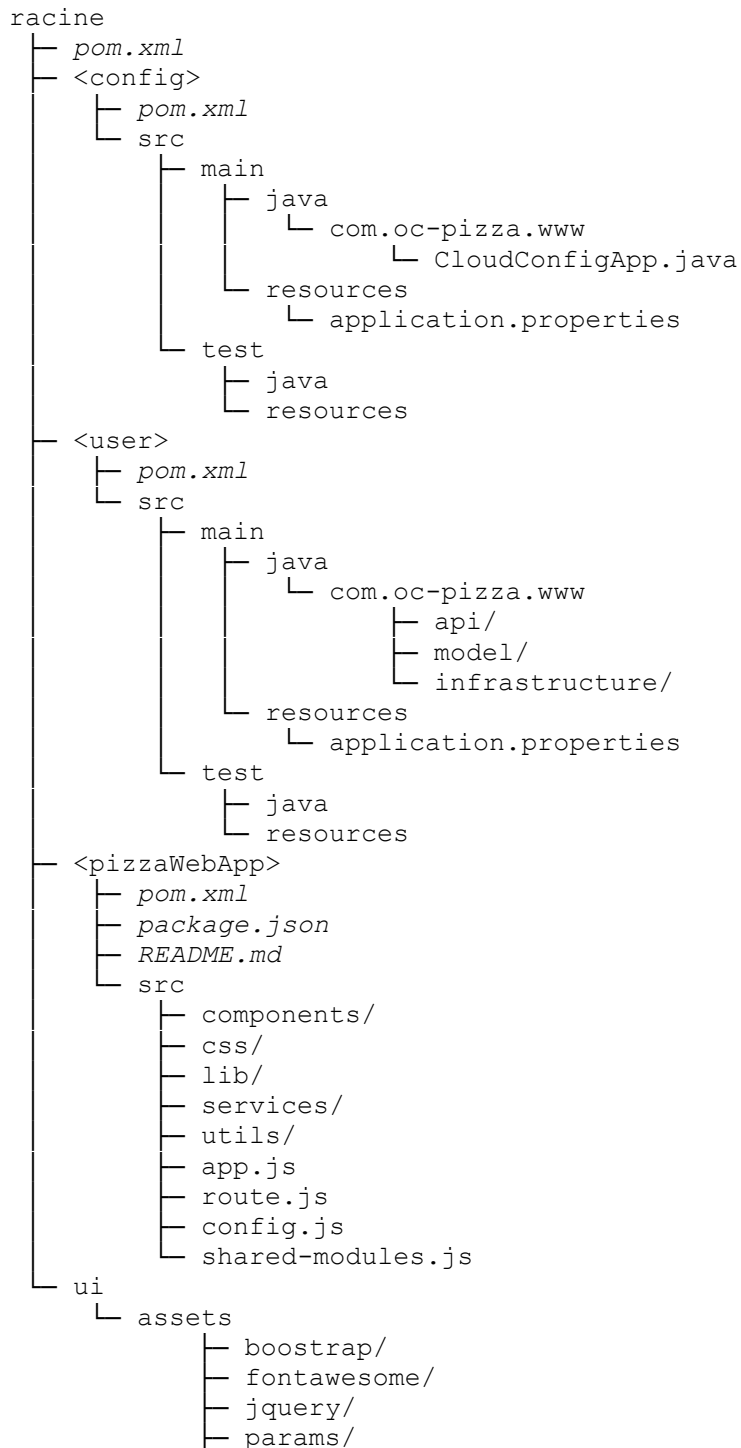 racine
├─ pom.xml
├─ <config>
│  ├─ pom.xml
│  └─ src
│     ├─ main
│     │  ├─ java
│     │  │  └─ com.oc-pizza.www
│     │  │        └─ CloudConfigApp.java
│     │  └─ resources
│     │     └─ application.properties
│     └─ test
│        ├─ java
│        └─ resources
├─ <user>
│  ├─ pom.xml
│  └─ src
│     ├─ main
│     │  ├─ java
│     │  │  └─ com.oc-pizza.www
│     │  │        ├─ api/
│     │  │        ├─ model/
│     │  │        └─ infrastructure/
│     │  └─ resources
│     │     └─ application.properties
│     └─ test
│        ├─ java
│        └─ resources
├─ <pizzaWebApp>
│  ├─ pom.xml
│  ├─ package.json
│  ├─ README.md
│  └─ src
│     ├─ components/
│     ├─ css/
│     ├─ lib/
│     ├─ services/
│     ├─ utils/
│     ├─ app.js
│     ├─ route.js
│     ├─ config.js
│     └─ shared-modules.js
└─ ui
   └─ assets
         ├─ boostrap/
         ├─ fontawesome/
         ├─ jquery/
         ├─ params/